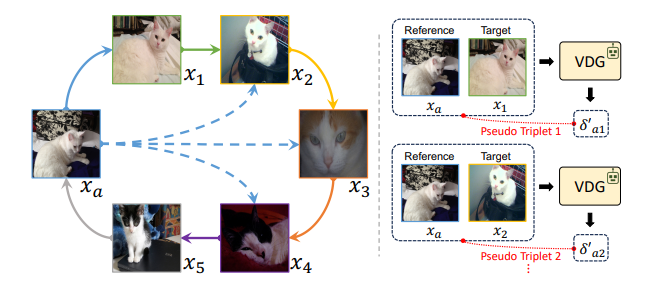 x₁
x₂
xₐ
x₃
x₅
x₄
Reference Target
xₐ x₁
VDG
Pseudo Triplet 1
δ'ₐ₁
Reference Target
xₐ x₂
VDG
Pseudo Triplet 2
δ'ₐ₂
⋮